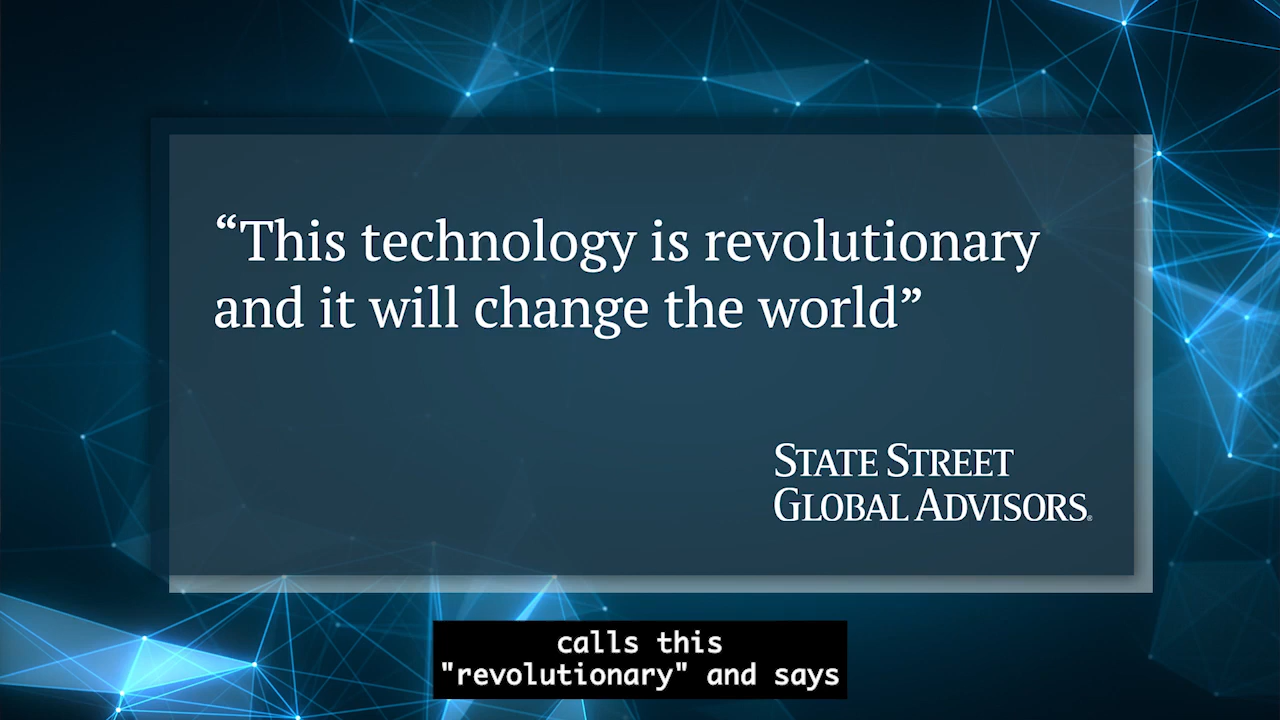 “This technology is revolutionary
and it will change the world”
STATE STREET
GLOBAL ADVISORS®
calls this
"revolutionary" and says